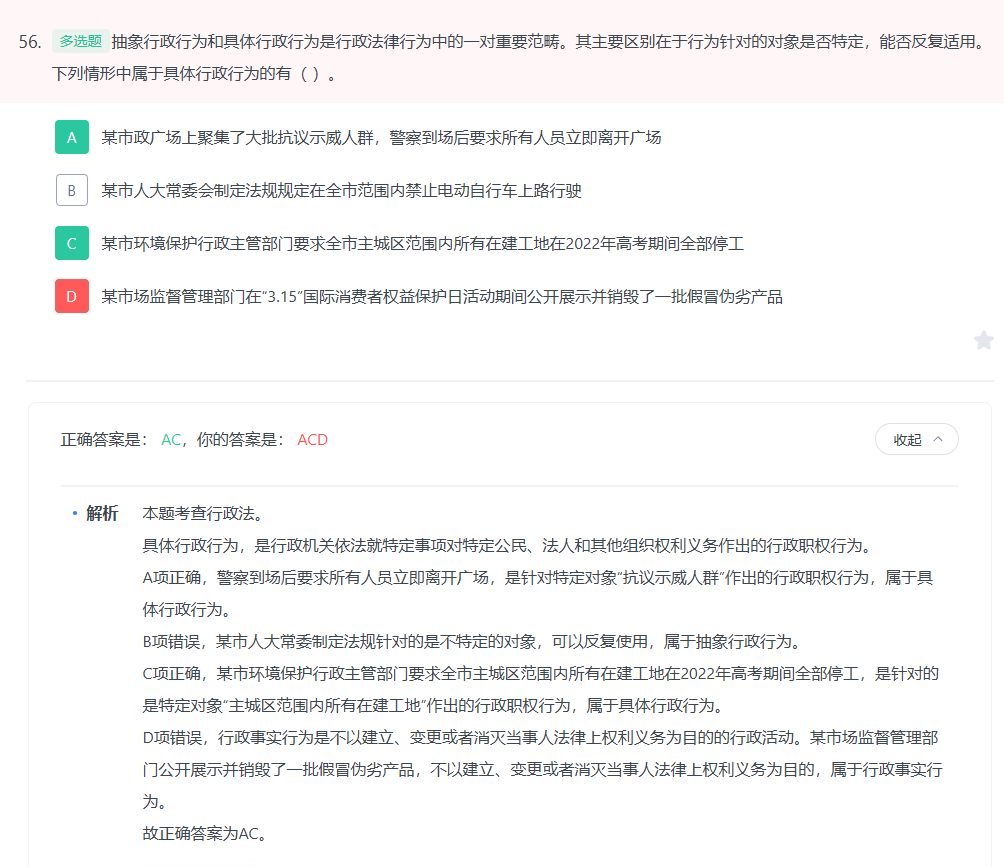 56. 多选题 抽象行政行为和具体行政行为是行政法律行为中的一对重要范畴。其主要区别在于行为针对的对象是否特定，能否反复适用。
下列情形中属于具体行政行为的有（ ）。
A 某市政广场上聚集了大批抗议示威人群，警察到场后要求所有人员立即离开广场
B 某市人大常委会制定法规规定在全市范围内禁止电动自行车上路行驶
C 某市环境保护行政主管部门要求全市主城区范围内所有在建工地在2022年高考期间全部停工
D 某市场监督管理部门在“3.15”国际消费者权益保护日活动期间公开展示并销毁了一批假冒伪劣产品
正确答案是： AC，你的答案是： ACD
收起
解析 本题考查行政法。
具体行政行为，是行政机关依法就特定事项对特定公民、法人和其他组织权利义务作出的行政职权行为。
A项正确，警察到场后要求所有人员立即离开广场，是针对特定对象“抗议示威人群”作出的行政职权行为，属于具
体行政行为。
B项错误，某市人大常委制定法规针对的是不特定的对象，可以反复使用，属于抽象行政行为。
C项正确，某市环境保护行政主管部门要求全市主城区范围内所有在建工地在2022年高考期间全部停工，是针对的
是特定对象“主城区范围内所有在建工地”作出的行政职权行为，属于具体行政行为。
D项错误，行政事实行为是不以建立、变更或者消灭当事人法律上权利义务为目的的行政活动。某市场监督管理部
门公开展示并销毁了一批假冒伪劣产品，不以建立、变更或者消灭当事人法律上权利义务为目的，属于行政事实行
为。
故正确答案为AC。